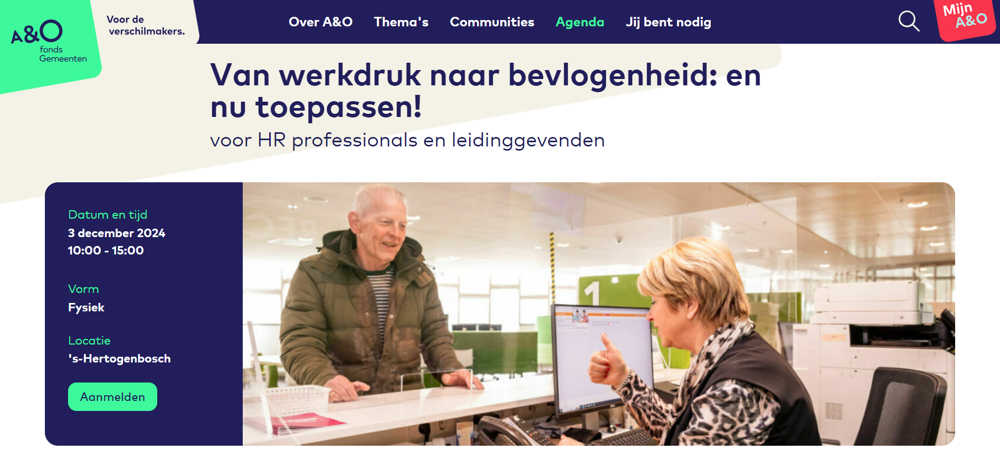 A&O
fonds
Gemeenten
Voor de
verschilmakers.
Over A&O
Thema's
Communities
Agenda
Jij bent nodig
Mijn
A&O
Van werkdruk naar bevlogenheid: en
nu toepassen!
voor HR professionals en leidinggevenden
Datum en tijd
3 december 2024
10:00 - 15:00
Vorm
Fysiek
Locatie
's-Hertogenbosch
Aanmelden
1